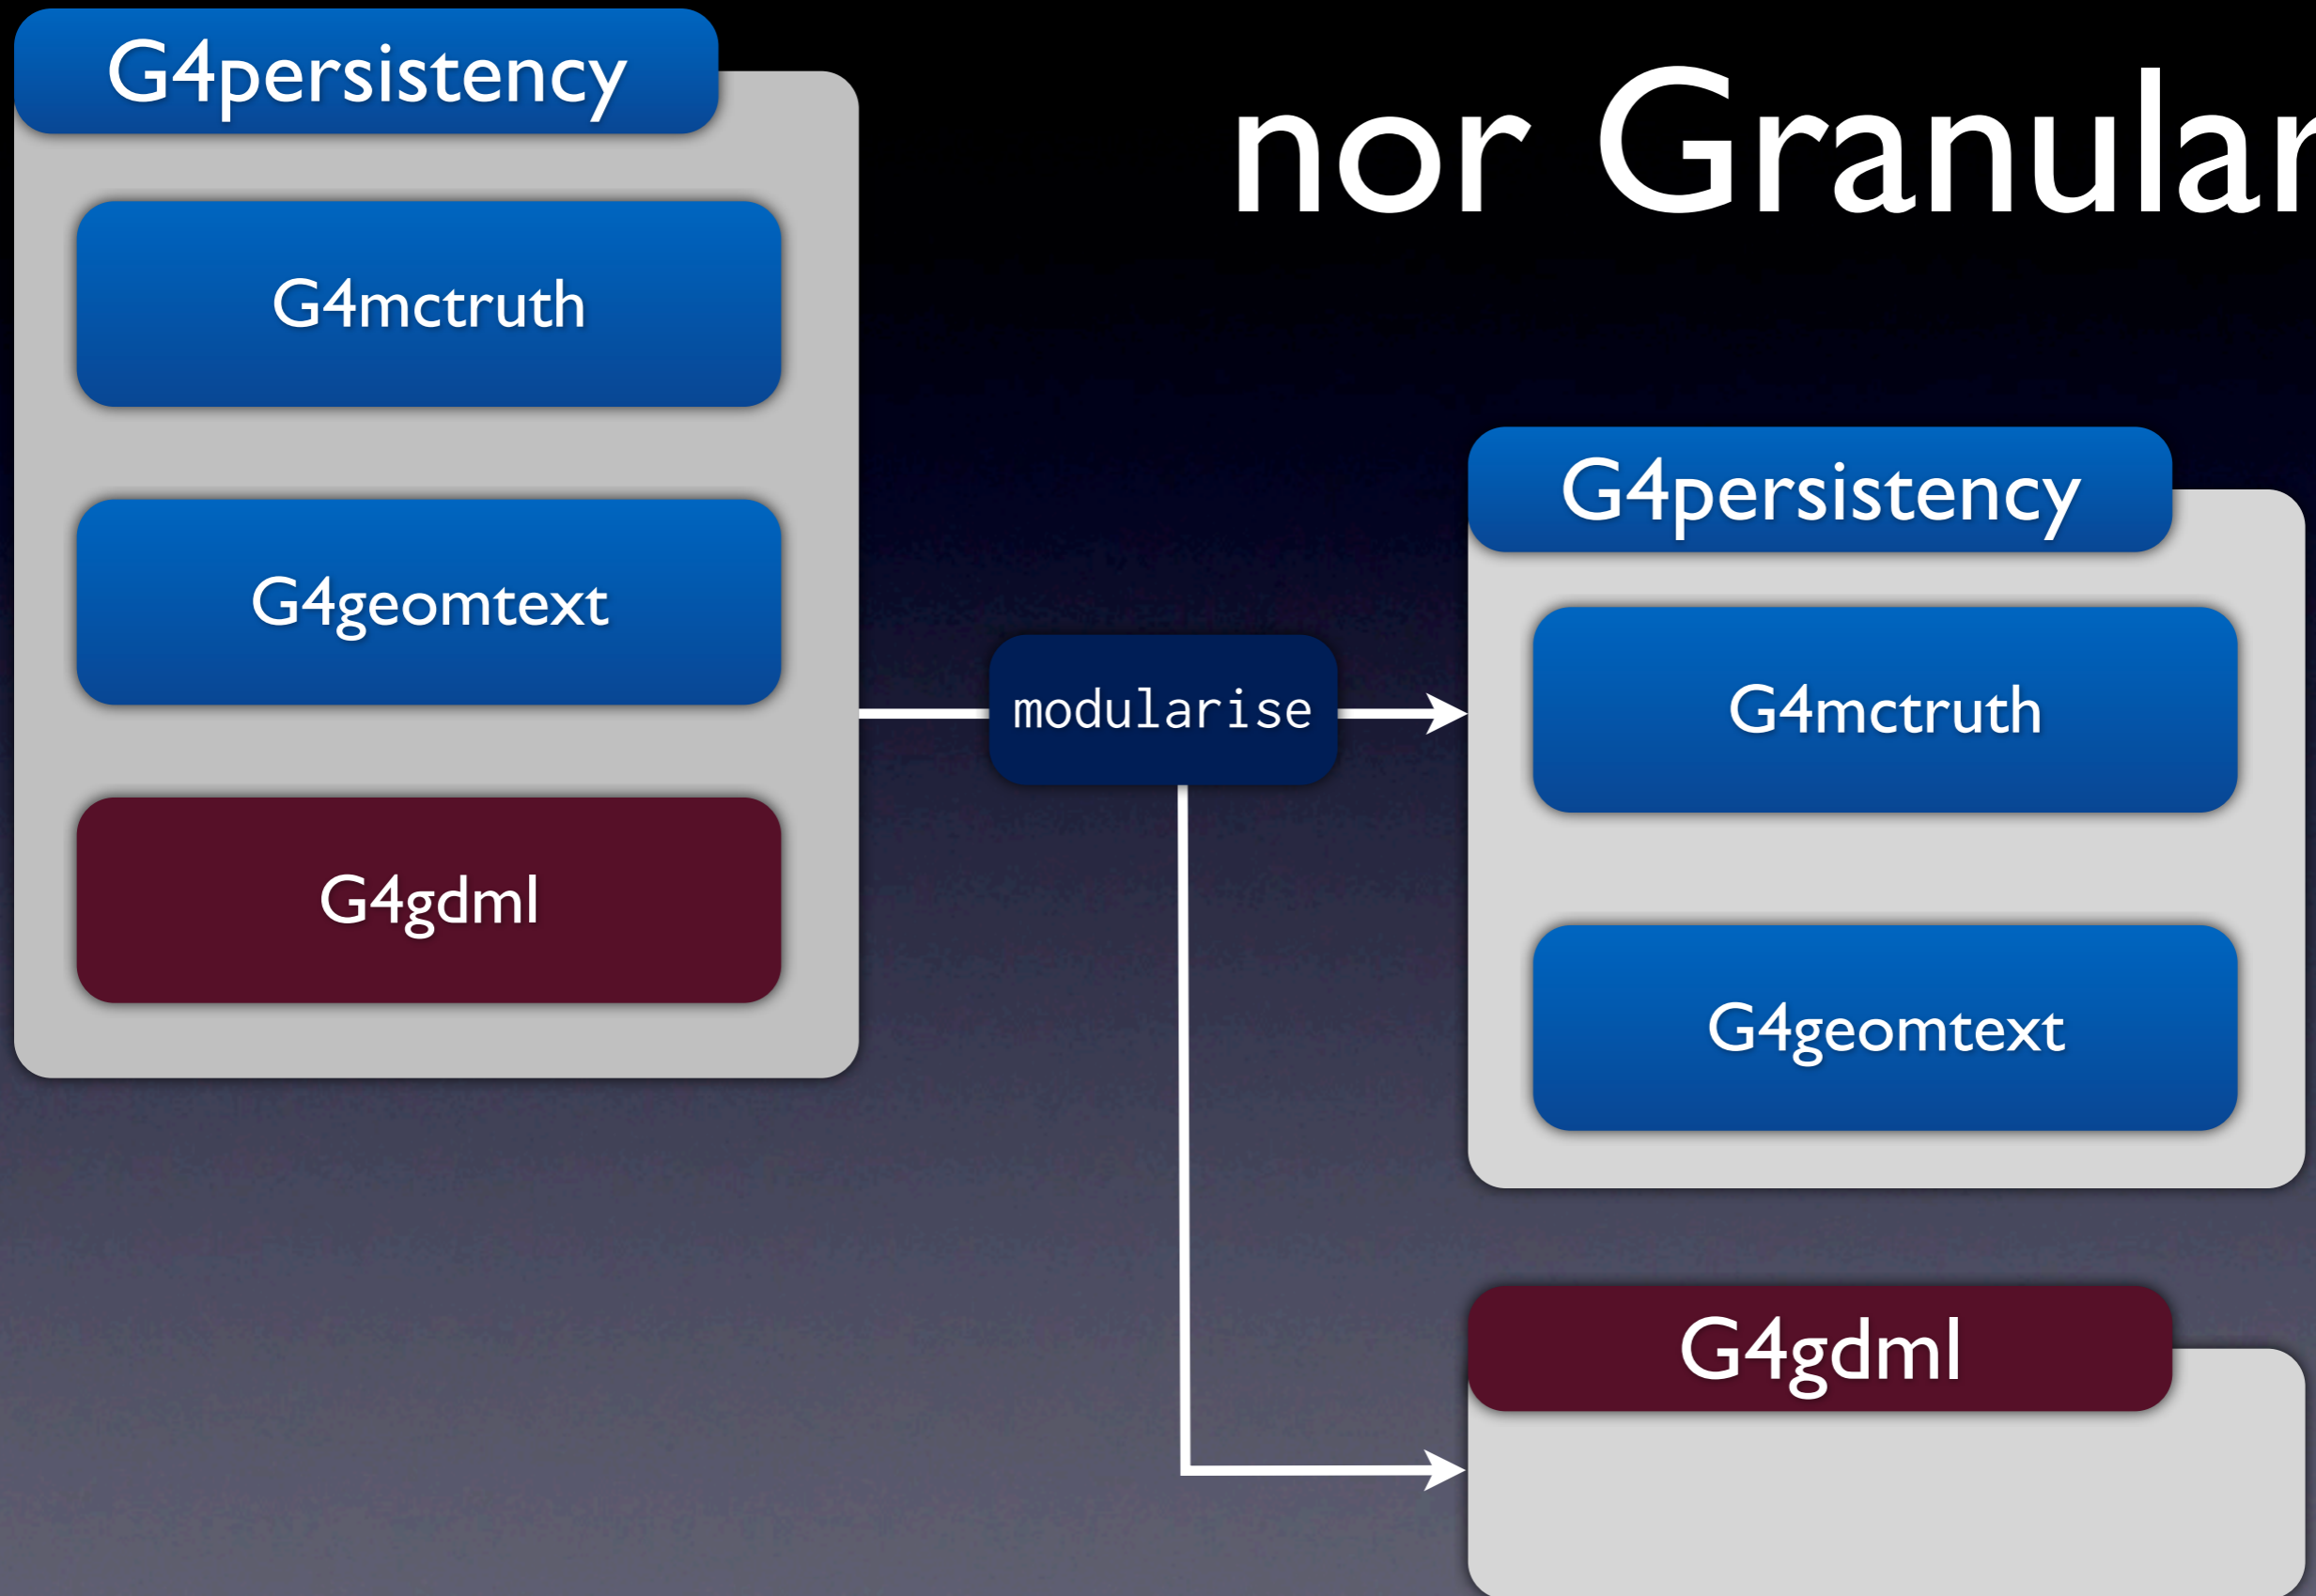 nor Granular
G4persistency
G4mctruth
G4geomtext
G4gdml
modularise
G4persistency
G4mctruth
G4geomtext
G4gdml